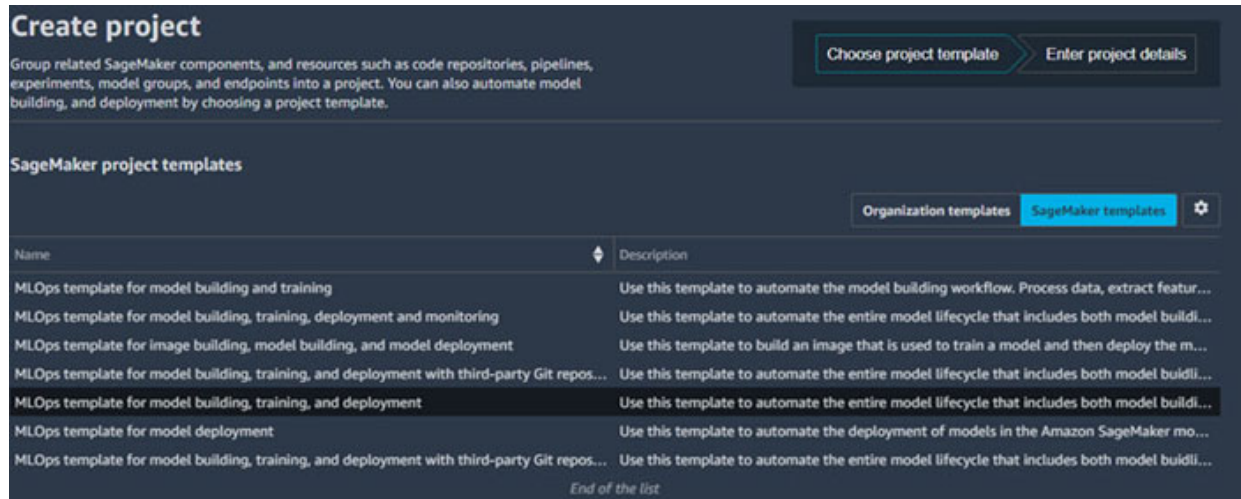 Create project
Choose project template
Enter project details
Group related SageMaker components, and resources such as code repositories, pipelines,
experiments, model groups, and endpoints into a project. You can also automate model
building, and deployment by choosing a project template.
SageMaker project templates
Organization templates SageMaker templates
Name Description
MLOps template for model building and training Use this template to automate the model building workflow. Process data, extract featur...
MLOps template for model building, training, deployment and monitoring Use this template to automate the entire model lifecycle that includes both model buildi...
MLOps template for image building, model building, and model deployment Use this template to build an image that is used to train a model and then deploy the m...
MLOps template for model building, training, and deployment with third-party Git repos... Use this template to automate the entire model lifecycle that includes both model buidli...
MLOps template for model building, training, and deployment Use this template to automate the entire model lifecycle that includes both model buildi...
MLOps template for model deployment Use this template to automate the deployment of models in the Amazon SageMaker mo...
MLOps template for model building, training, and deployment with third-party Git repos... Use this template to automate the entire model lifecycle that includes both model buidli...
End of the list